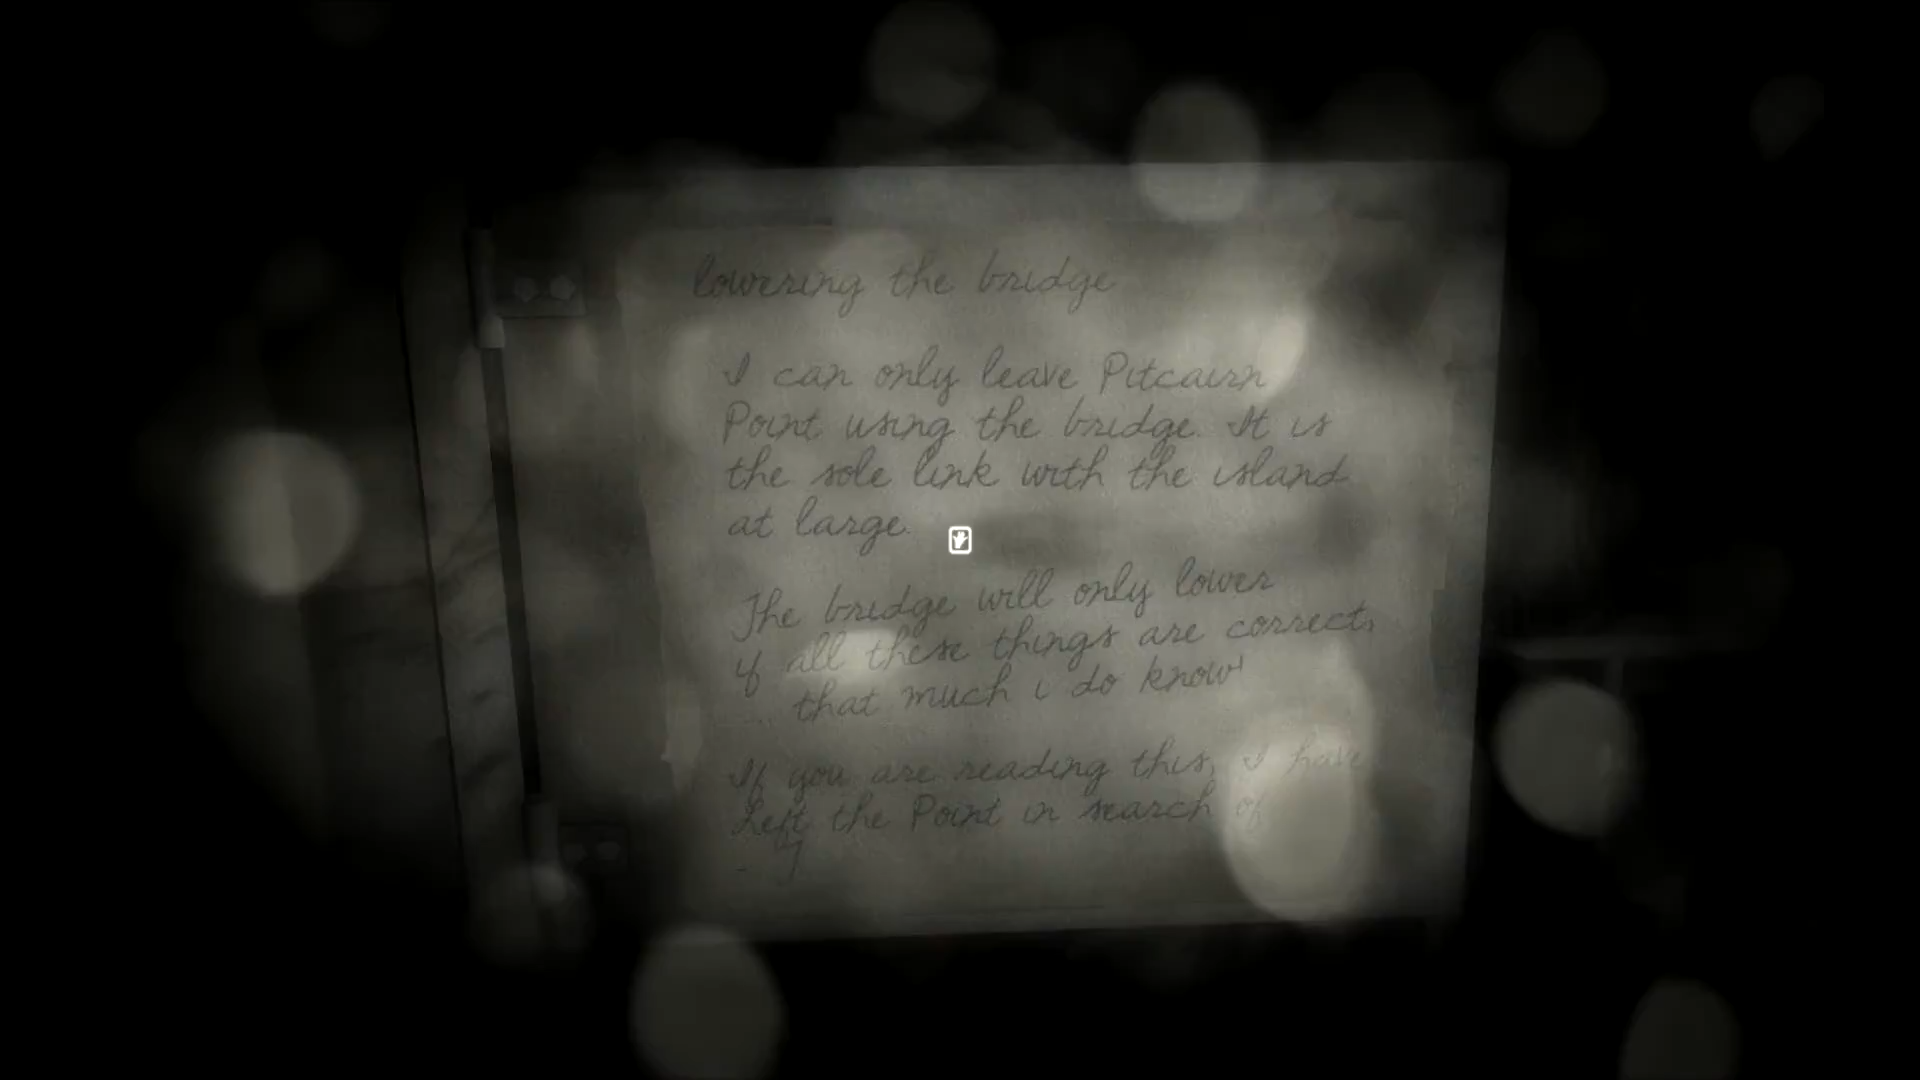 lowering the bridge
I can only leave Pitcairn
Point using the bridge. It is
the sole link with the island
at large.
The bridge will only lower
if all these things are correct,
that much i do know!
If you are reading this, I have
Left the Point in search of